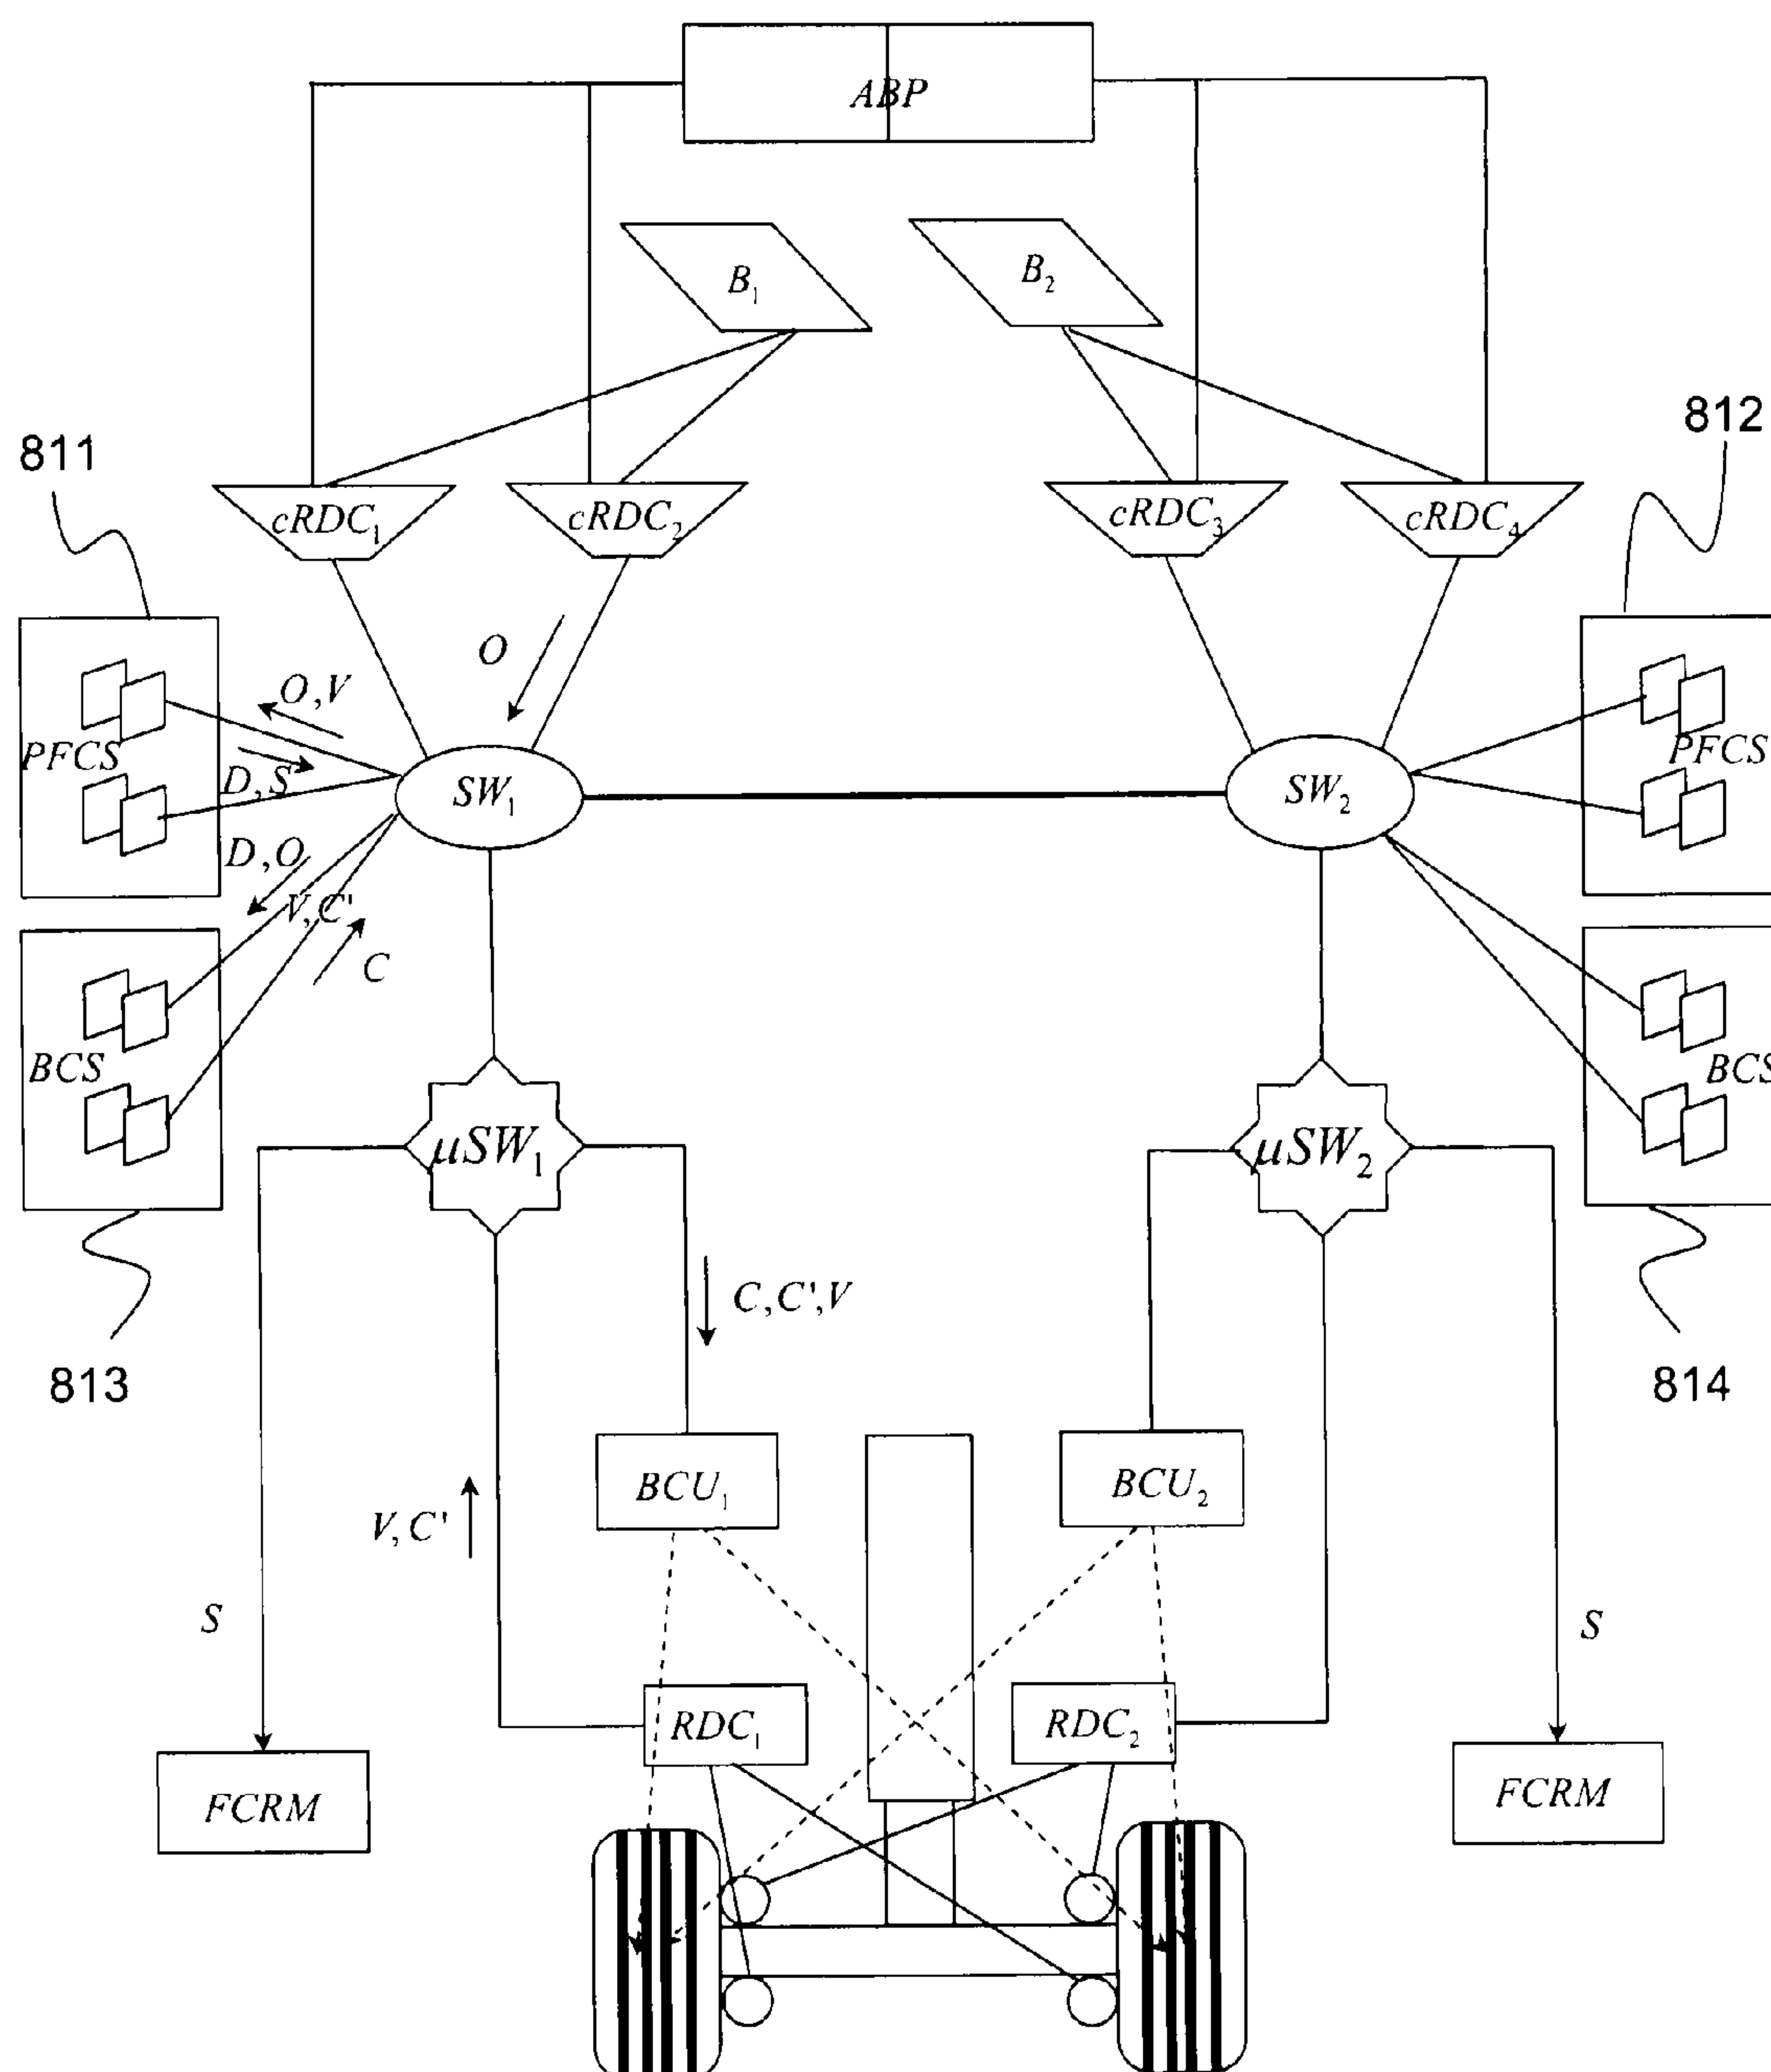 ABP
B1
B2
811
812
cRDC1
cRDC2
cRDC3
cRDC4
O
O,V
PFCS
D,S
SW1
SW2
PFCS
D,O
V,C'
C
BCS
BCS
μSW1
μSW2
C,C',V
813
814
BCU1
BCU2
V,C'
S
S
RDC1
RDC2
FCRM
FCRM